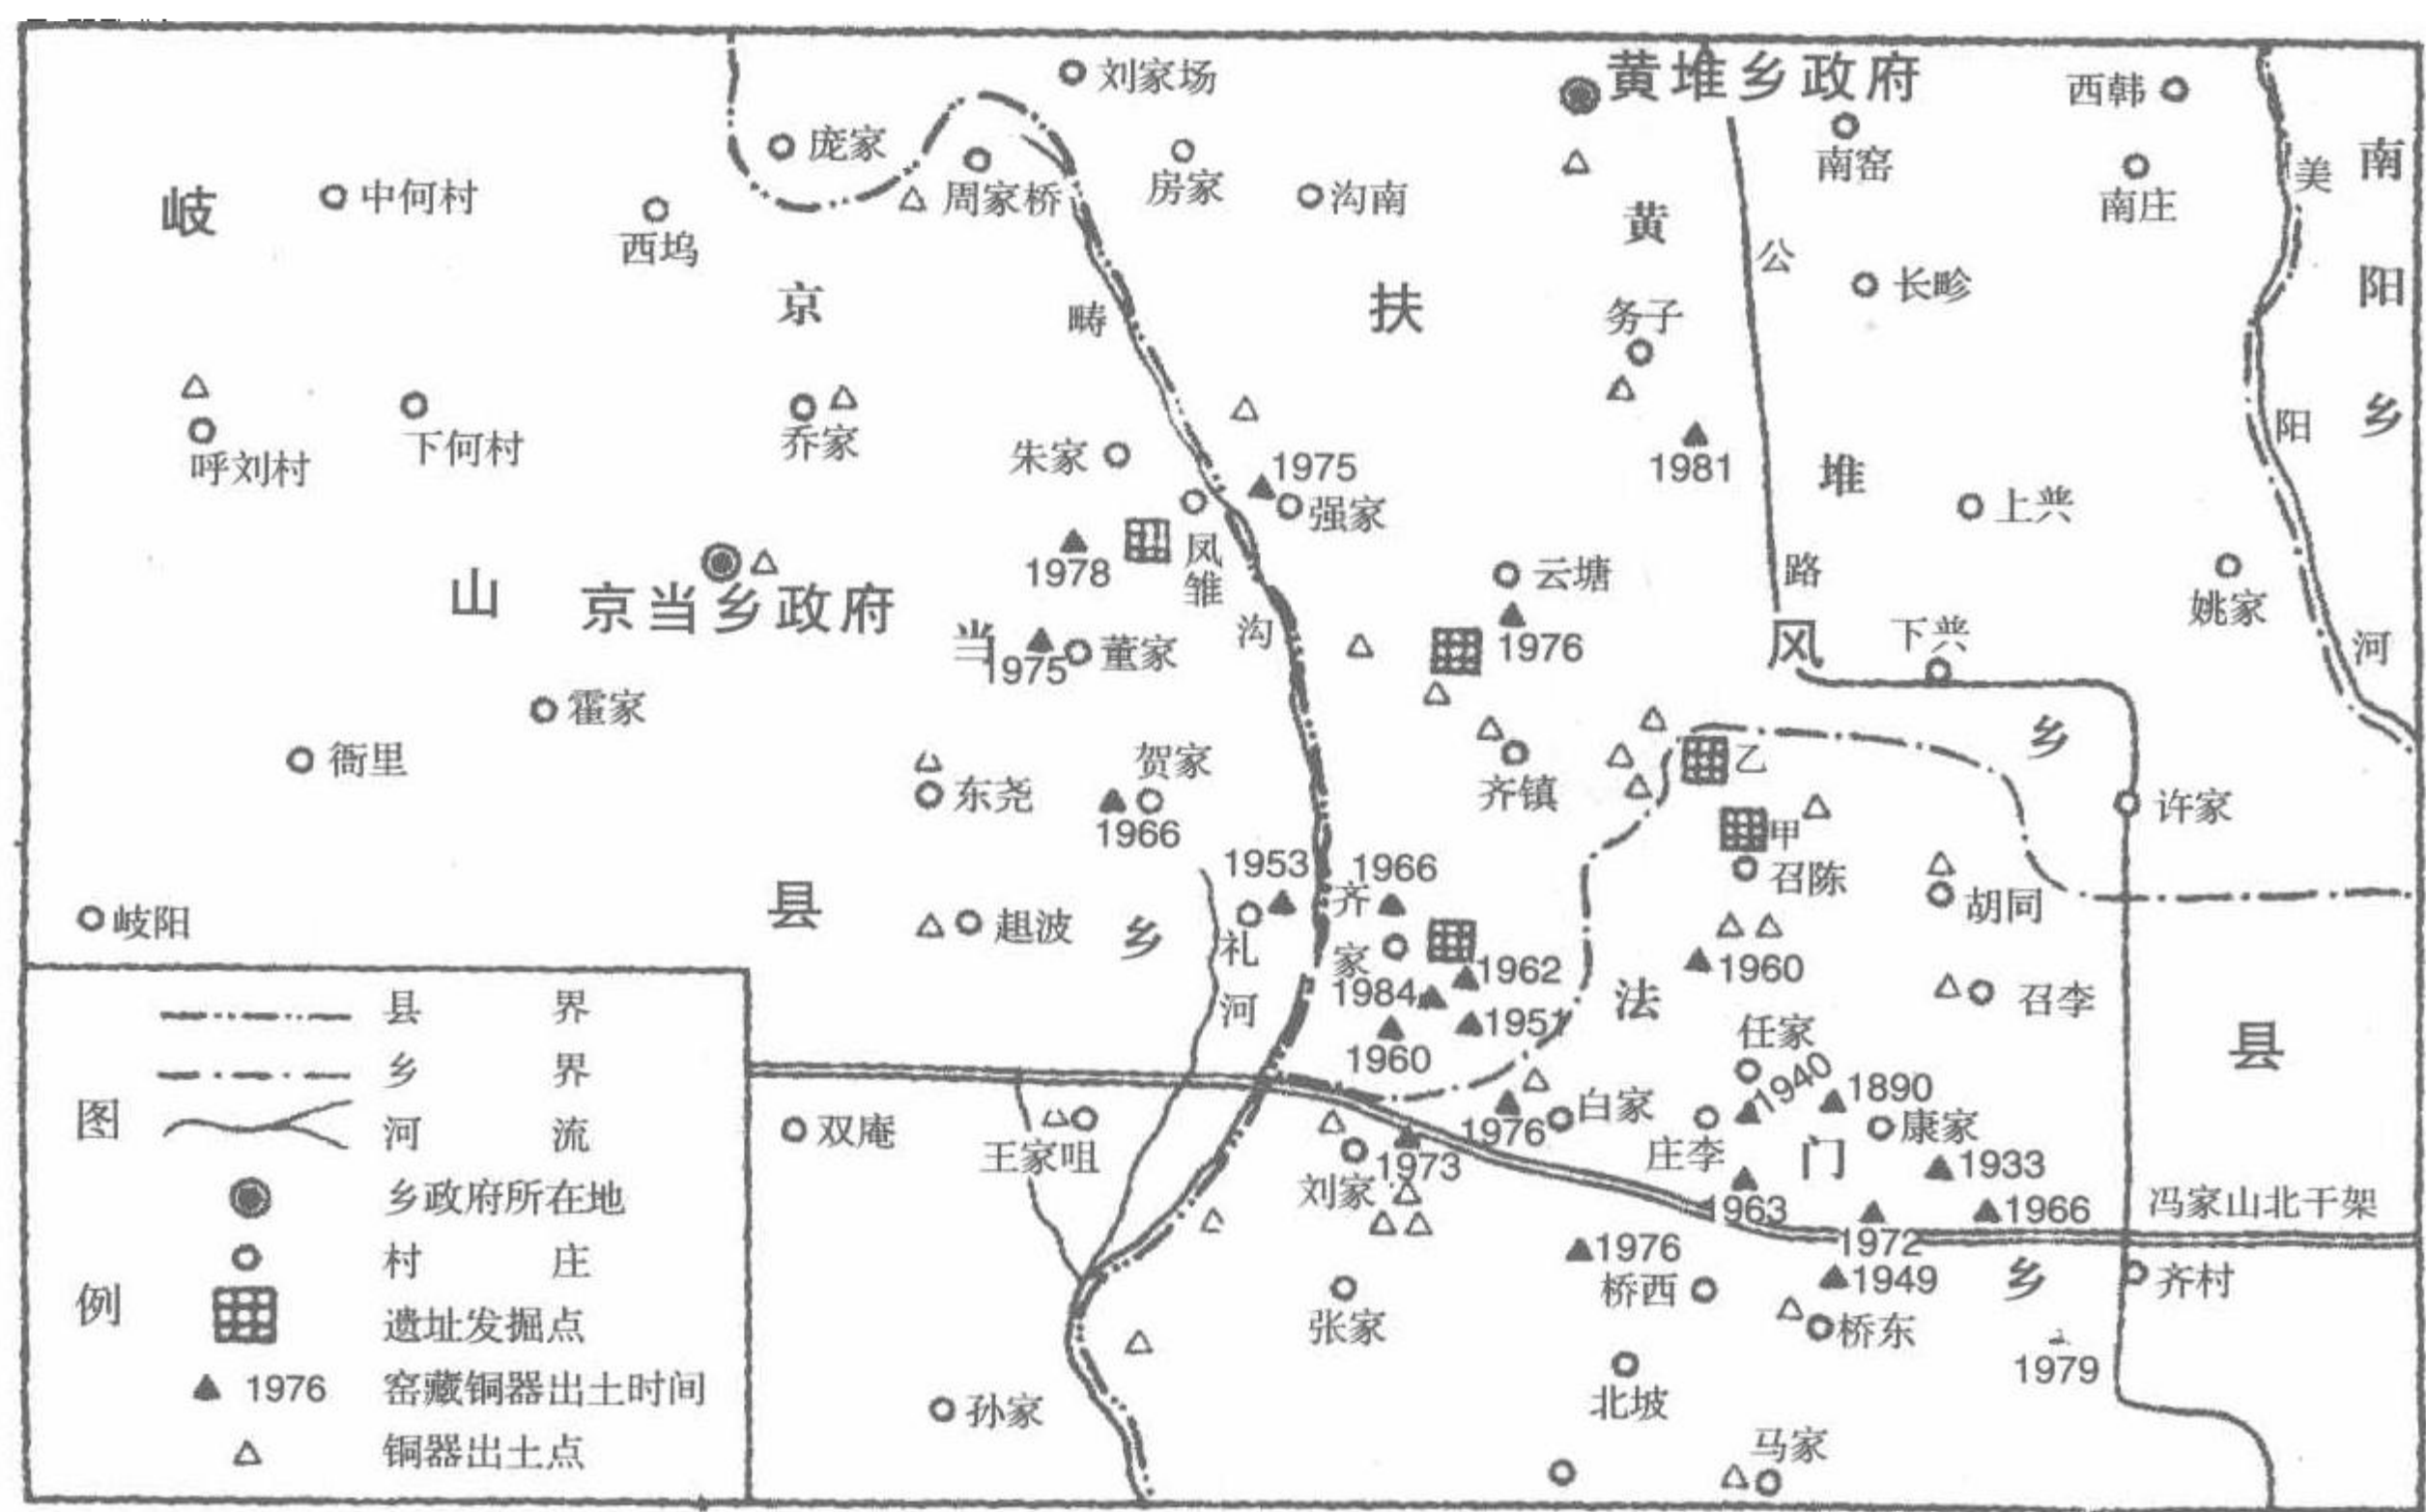 刘家场
黄堆乡政府
西韩
庞家
周家桥
房家
沟南
南窑
南庄
美
南
中何村
岐
西坞
黄
公
京
畴
扶
务子
长畛
阳
呼刘村
下何村
乔家
朱家
1975
强家
1981
堆
阳
乡
上兴
1978
凤雏
云塘
路
姚家
山
京当乡政府
当
1975
董家
沟
1976
风
下兴
河
霍家
衙里
东尧
贺家
1966
齐镇
乙
乡
甲
许家
1953
1966
召陈
胡同
岐阳
县
趄波
乡
礼
河
齐
家
1962
1984
1951
1960
法
1960
召李
任家
县
图
例
县界
乡界
河流
乡政府所在地
村庄
遗址发掘点
1976
窑藏铜器出土时间
铜器出土点
双庵
王家咀
刘家
1973
1976
白家
庄李
1940
1890
康家
门
1933
1963
1972
1966
冯家山北干架
1976
桥西
1949
乡
齐村
张家
桥东
1979
孙家
北坡
马家